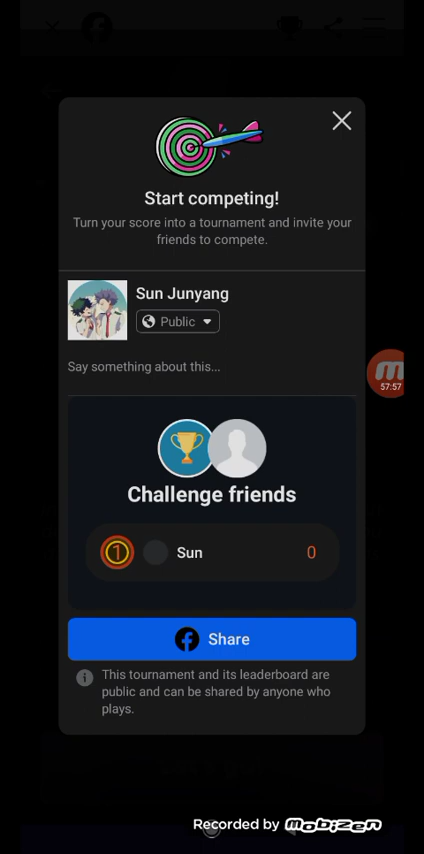 Start competing!
Turn your score into a tournament and invite your
friends to compete.
Sun Junyang
Public
Say something about this...
57:57
Challenge friends
1 Sun 0
Share
This tournament and its leaderboard are
public and can be shared by anyone who
plays.
Recorded by Mobizen